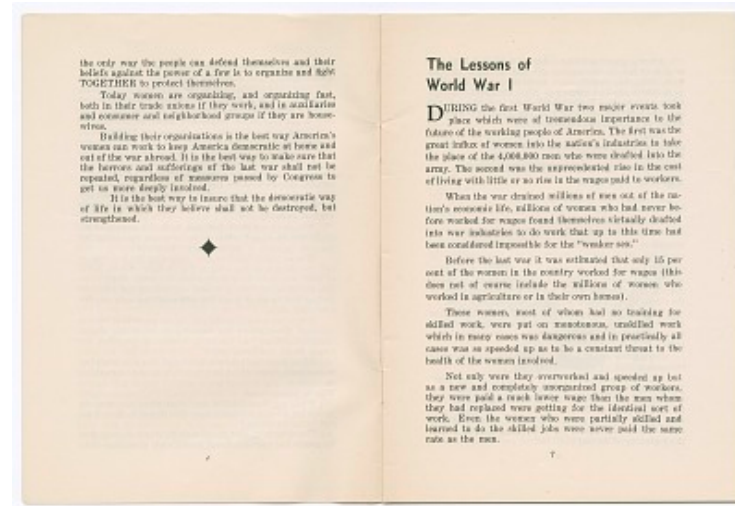 the only way the people can defend themselves and their
beliefs against the power of a few is to organize and fight
TOGETHER to protect themselves.
Today women are organizing, and organizing fast,
both in their trade unions if they work, and in auxiliaries
and consumer and neighborhood groups if they are house-
wives.
Building their organizations is the best way America's
women can work to keep America democratic at home and
out of the war abroad. It is the best way to make sure that
the horrors and sufferings of the last war shall not be
repeated, regardless of measures passed by Congress to
get us more deeply involved.
It is the best way to insure that the democratic way
of life in which they believe shall not be destroyed, but
strengthened.
The Lessons of
World War I
DURING the first World War two major events took
place which were of tremendous importance to the
future of the working people of America. The first was the
great influx of women into the nation's industries to take
the place of the 4,000,000 men who were drafted into the
army. The second was the unprecedented rise in the cost
of living with little or no rise in the wages paid to workers.
When the war drained millions of men out of the na-
tion's economic life, millions of women who had never be-
fore worked for wages found themselves virtually drafted
into war industries to do work that up to this time had
been considered impossible for the "weaker sex."
Before the last war it was estimated that only 15 per
cent of the women in the country worked for wages (this
does not of course include the millions of women who
worked in agriculture or in their own homes).
These women, most of whom had no training for
skilled work, were put on monotonous, unskilled work
which in many cases was dangerous and in practically all
cases was so speeded up as to be a constant threat to the
health of the women involved.
Not only were they overworked and speeded up but
as a new and completely unorganized group of workers,
they were paid a much lower wage than the men whom
they had replaced were getting for the identical sort of
work. Even the women who were partially skilled and
learned to do the skilled jobs were never paid the same
rate as the men.
7